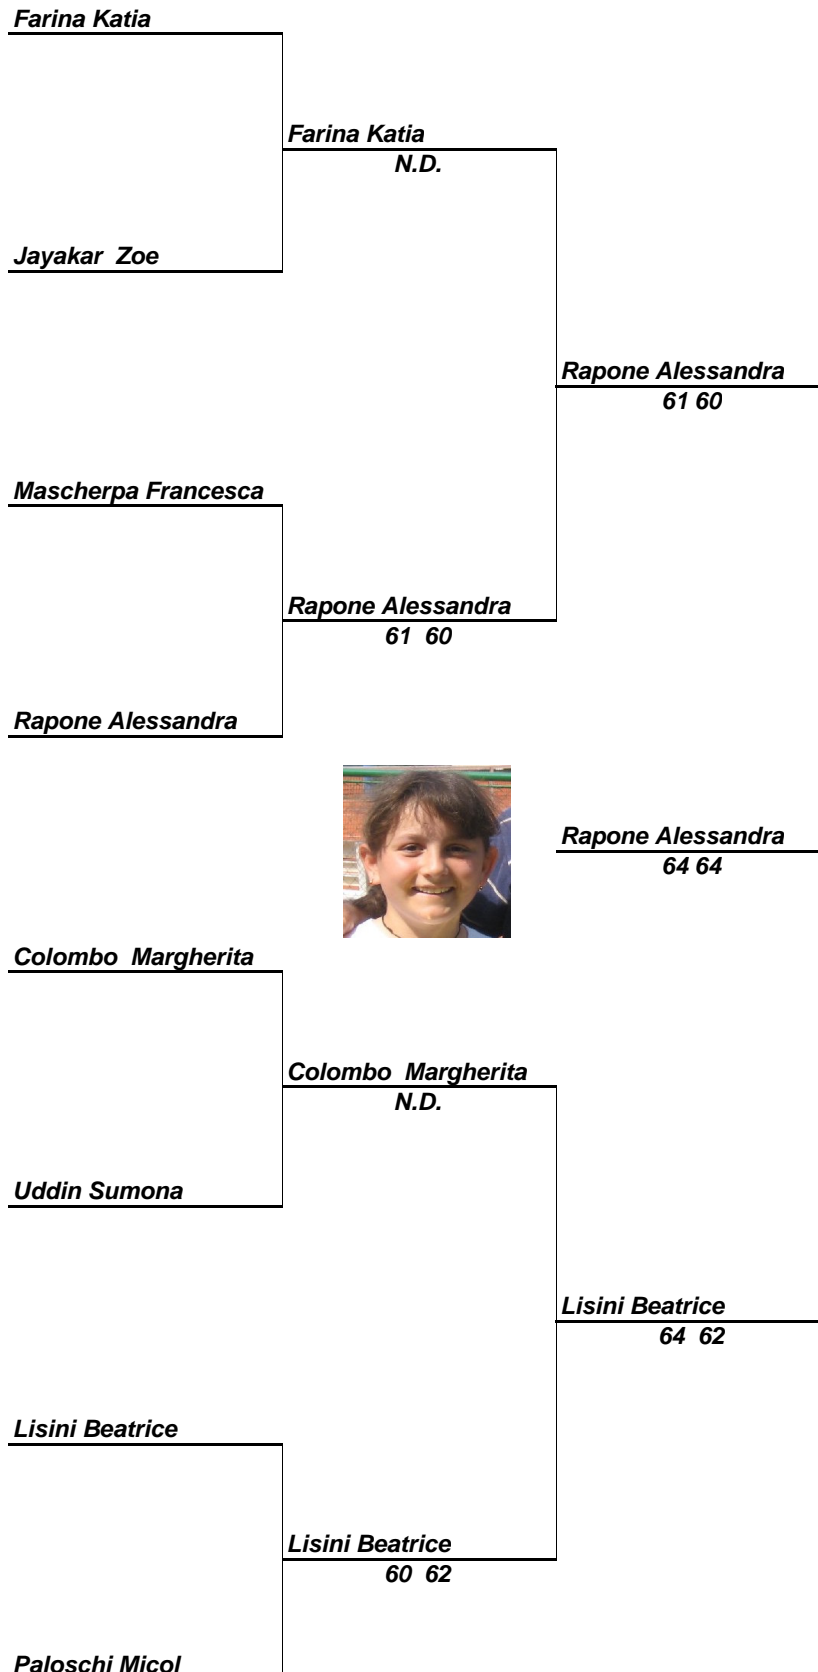 Farina Katia
Farina Katia
N.D.
Jayakar  Zoe
Rapone Alessandra
61 60
Mascherpa Francesca
Rapone Alessandra
61  60
Rapone Alessandra
Rapone Alessandra
64 64
Colombo  Margherita
Colombo  Margherita
N.D.
Uddin Sumona
Lisini Beatrice
64  62
Lisini Beatrice
Lisini Beatrice
60  62
Paloschi Micol